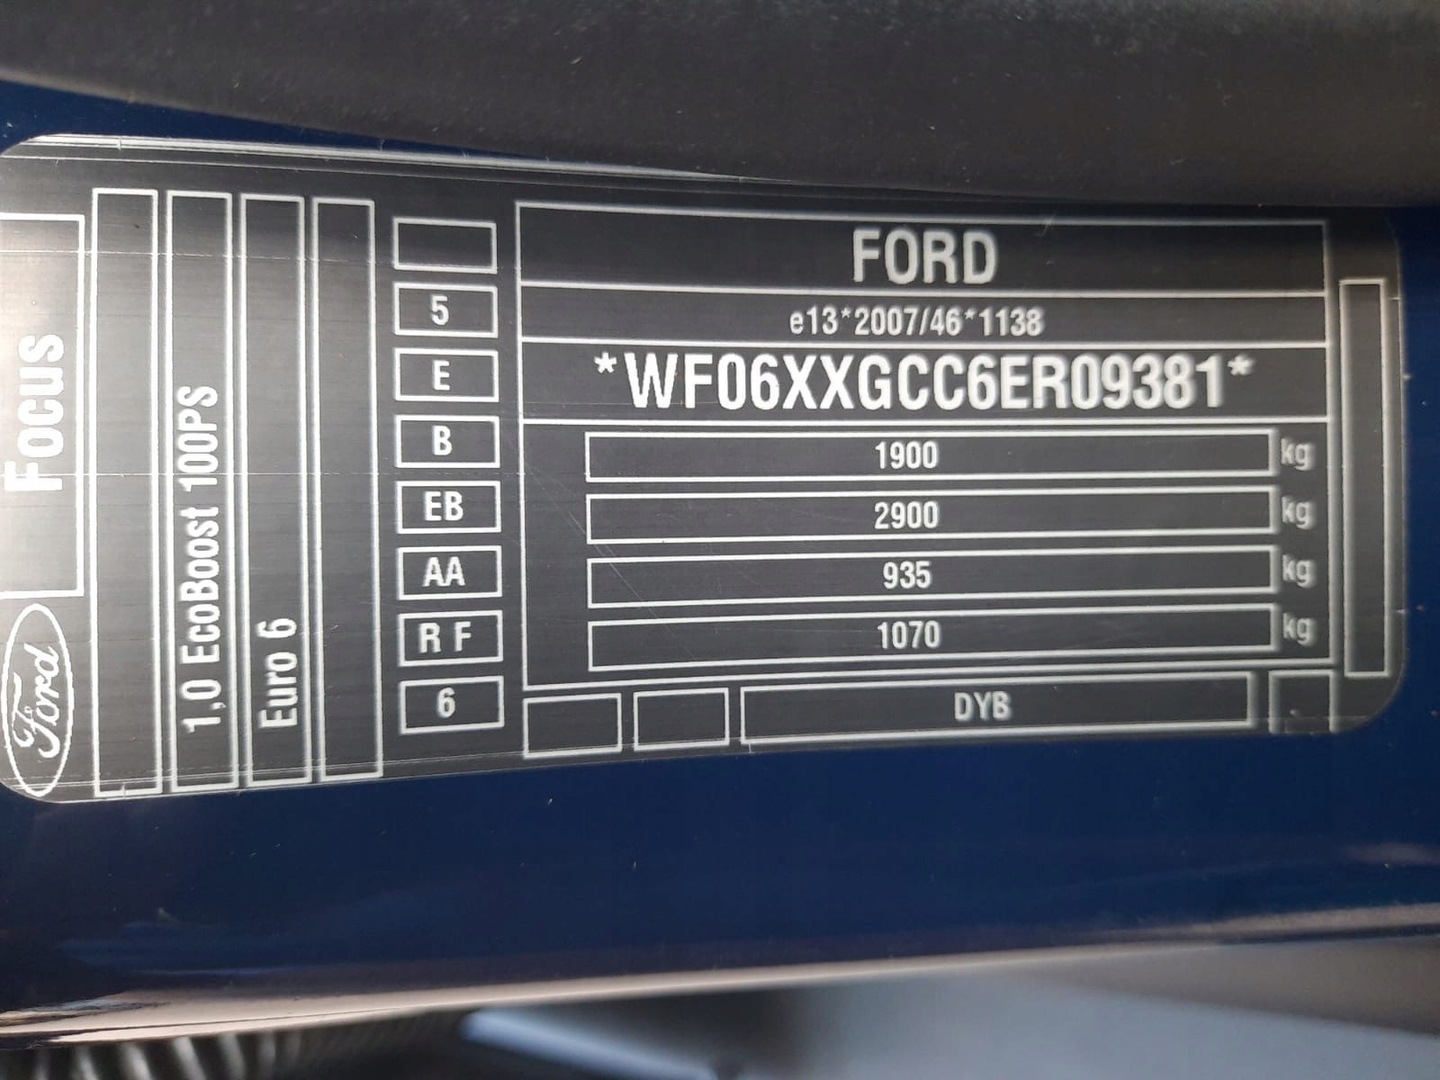 Ford
Focus
1,0 EcoBoost 100PS
Euro 6
5
E
B
EB
AA
R F
6
FORD
e13*2007/46*1138
*WF06XXGCC6ER09381*
1900 kg
2900 kg
935 kg
1070 kg
DYB